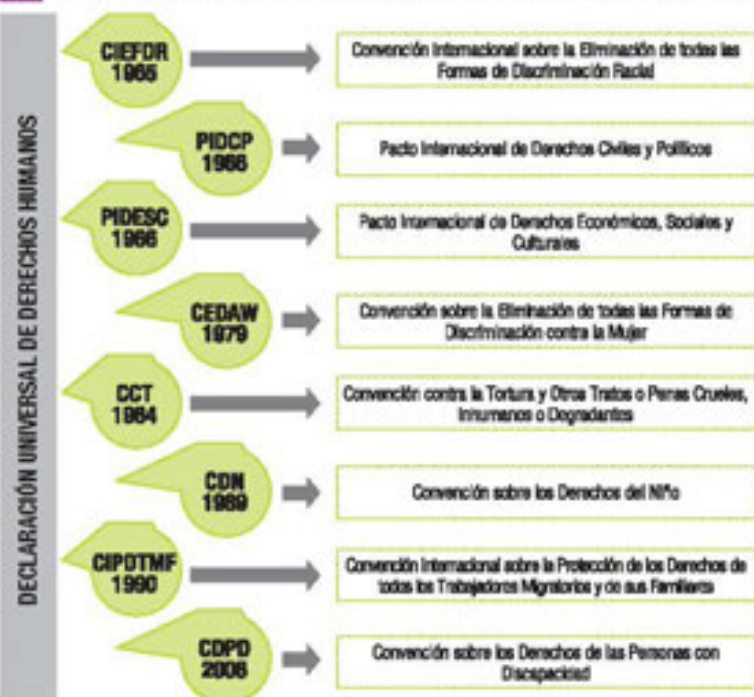 DECLARACIÓN UNIVERSAL DE DERECHOS HUMANOS
CIEFDR
1965
Convención Internacional sobre la Eliminación de todas las
Formas de Discriminación Racial
PIDCP
1966
Pacto Internacional de Derechos Civiles y Políticos
PIDESC
1966
Pacto Internacional de Derechos Económicos, Sociales y
Culturales
CEDAW
1979
Convención sobre la Eliminación de todas las Formas de
Discriminación contra la Mujer
CCT
1984
Convención contra la Tortura y Otros Tratos o Penas Crueles,
Inhumanos o Degradantes
CDN
1989
Convención sobre los Derechos del Niño
CIPDTMF
1990
Convención Internacional sobre la Protección de los Derechos de
todos los Trabajadores Migratorios y de sus Familiares
CDPD
2006
Convención sobre los Derechos de las Personas con
Discapacidad